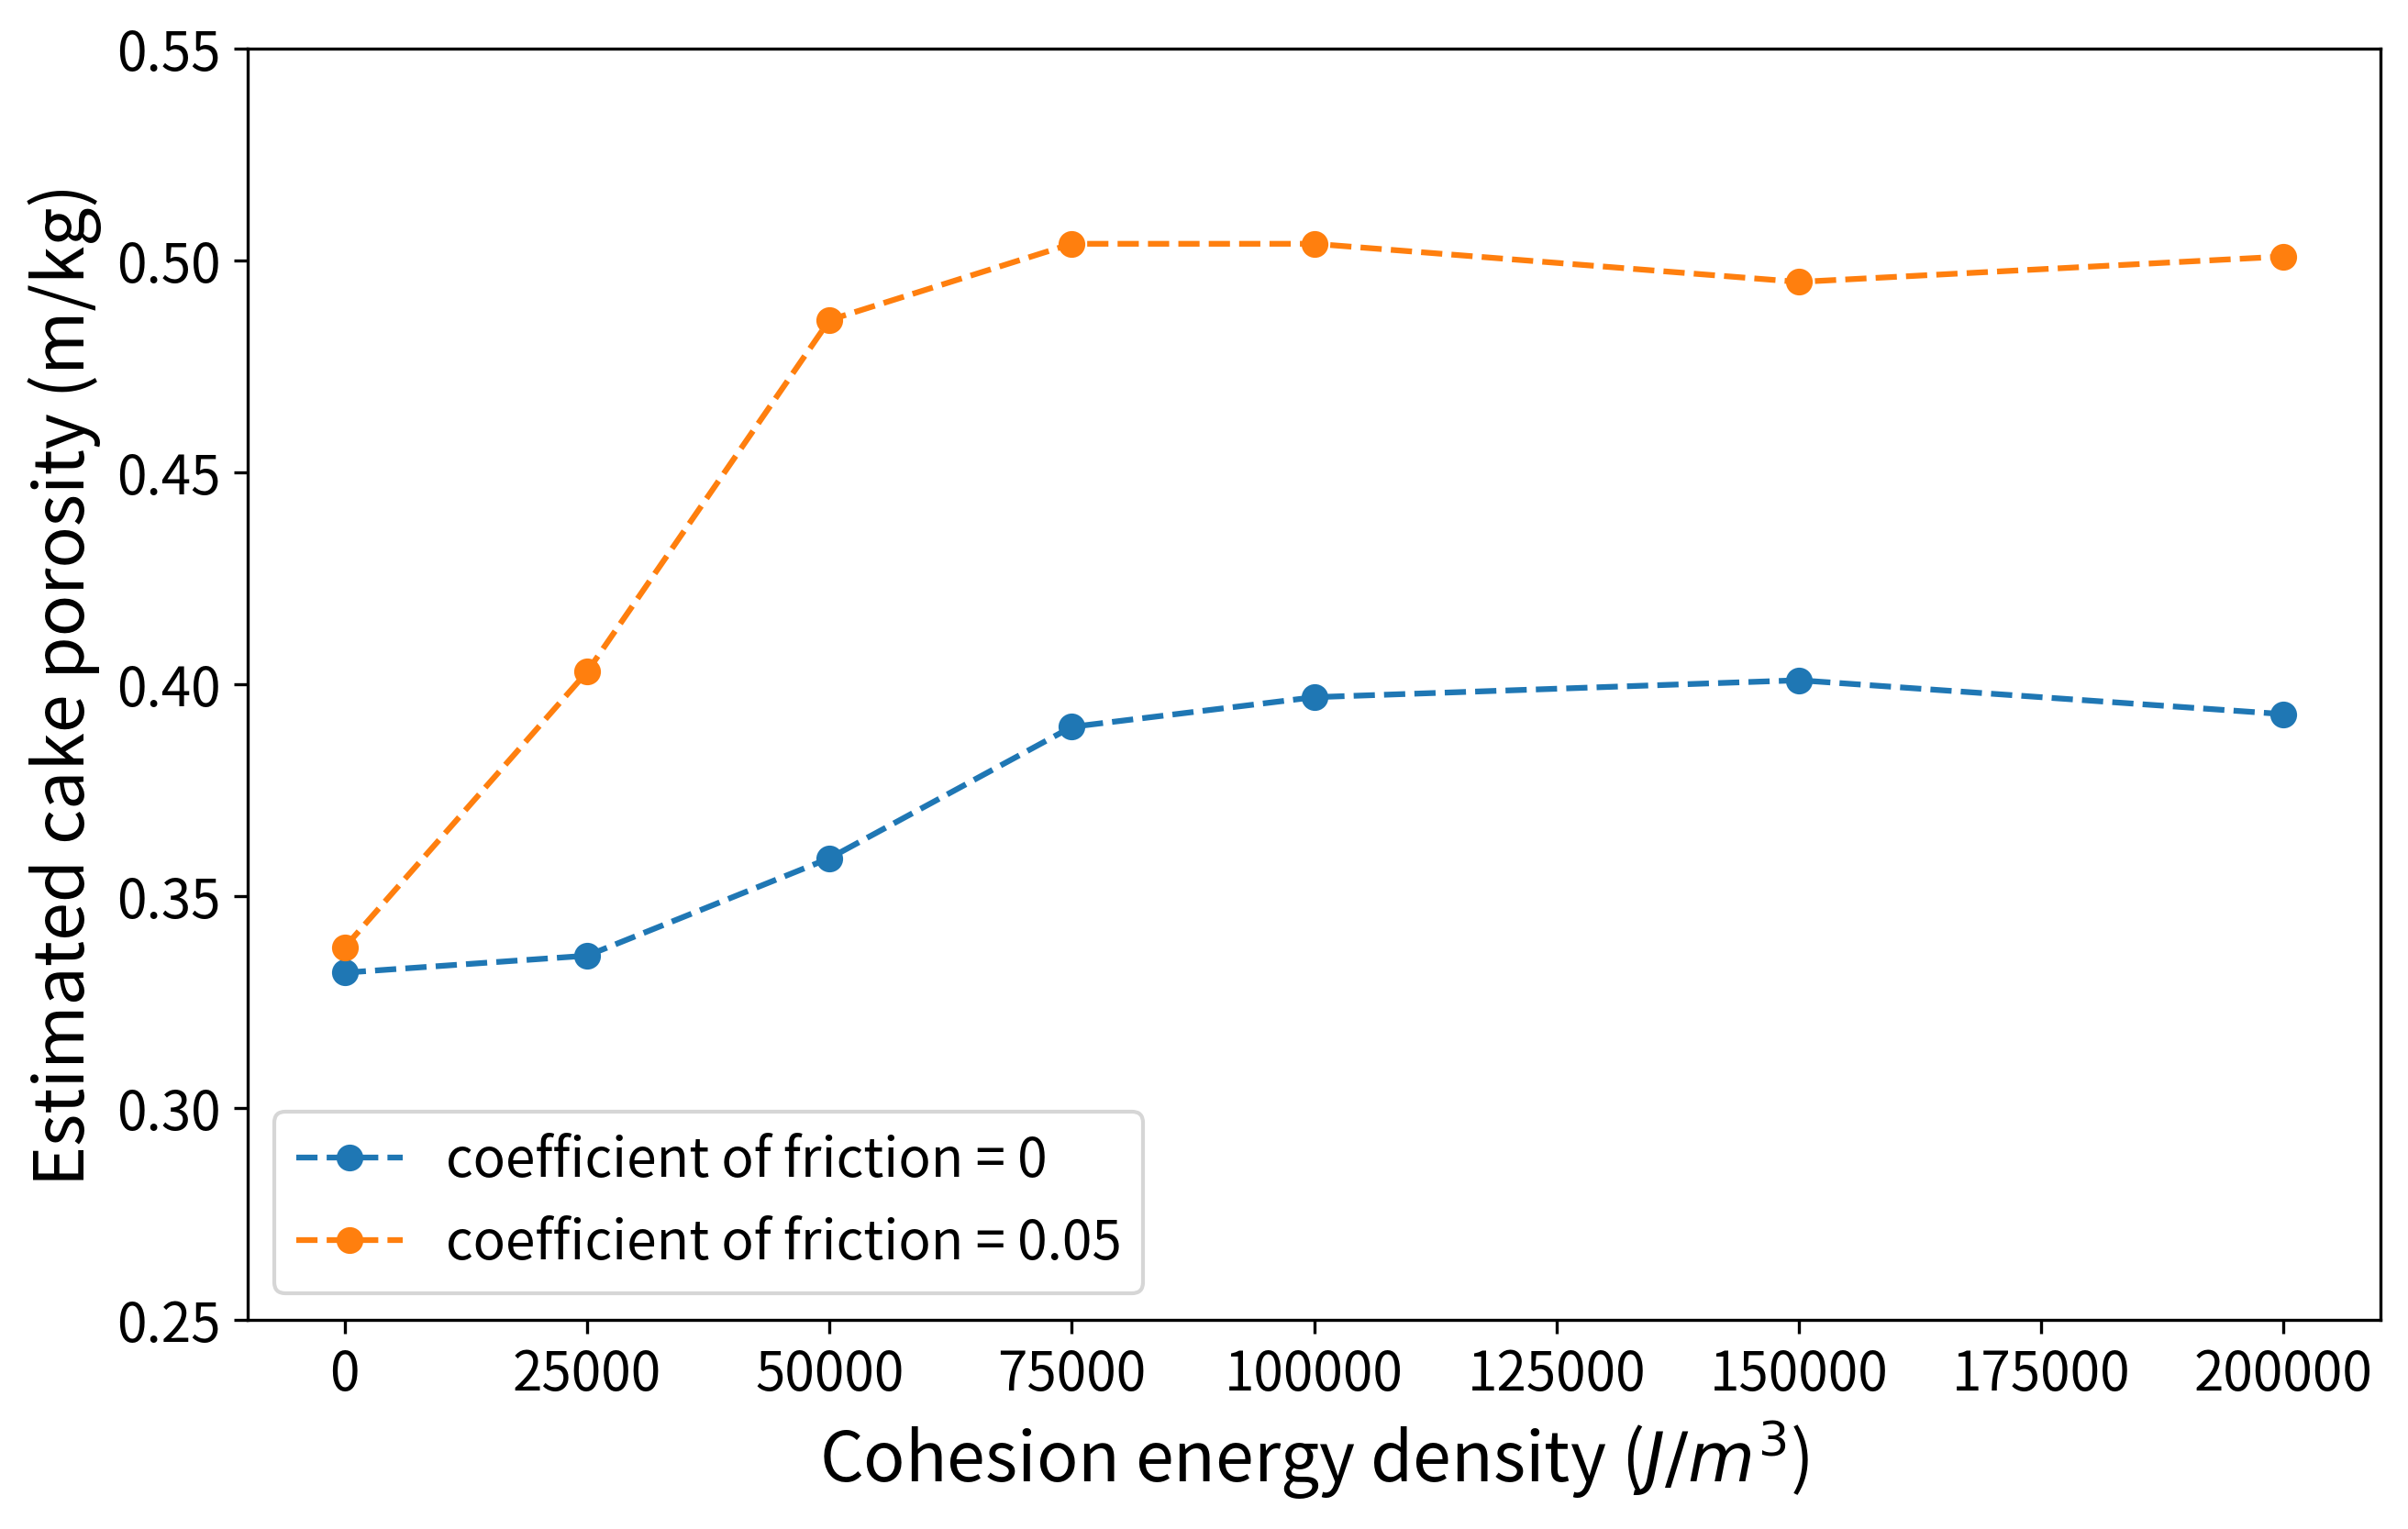 Estimated cake porosity (m/kg)
0.55
0.50
0.45
0.40
0.35
0.30
0.25
coefficient of friction = 0
coefficient of friction = 0.05
0 25000 50000 75000 100000 125000 150000 175000 200000
Cohesion energy density (J/m³)